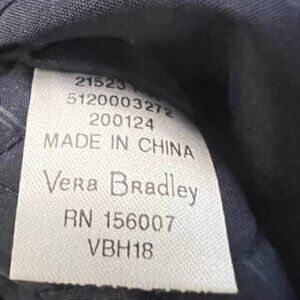 21523
5120003272
200124
MADE IN CHINA
Vera Bradley
RN 156007
VBH18